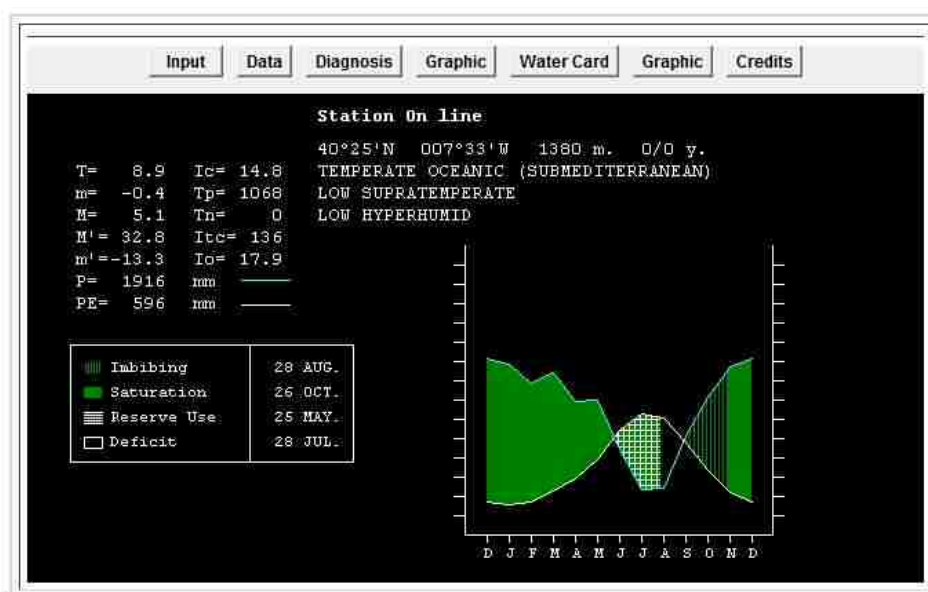 Input Data Diagnosis Graphic Water Card Graphic Credits
Station On line
40°25'N 007°33'W 1380 m. 0/0 y.
TEMPERATE OCEANIC (SUBMEDITERRANEAN)
LOW SUPRATEMPERATE
LOW HYPERHUMID
T= 8.9 Ic= 14.8
m= -0.4 Tp= 1068
M= 5.1 Tn= 0
M'= 32.8 Itc= 136
m'=-13.3 Io= 17.9
P= 1916 mm
PE= 596 mm
Imbibing 28 AUG.
Saturation 26 OCT.
Reserve Use 25 MAY.
Deficit 28 JUL.
D J F M A M J J A S O N D